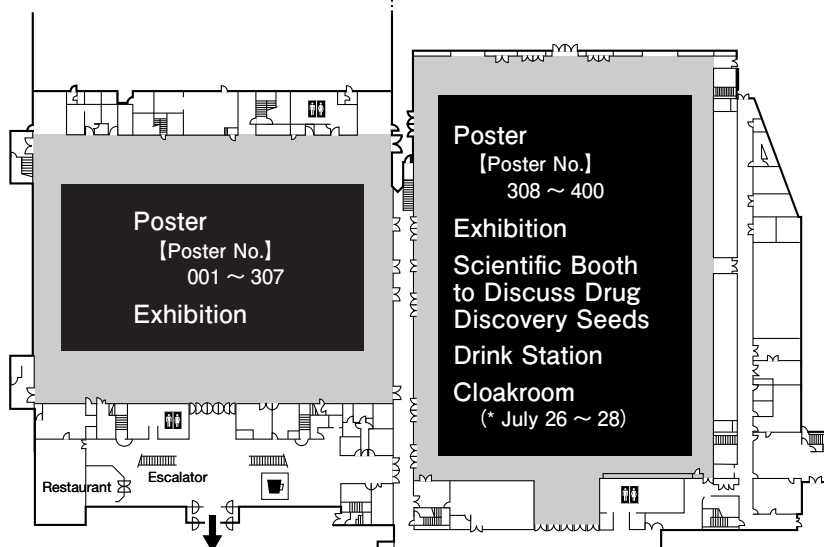 Poster
【Poster No.】
001 ～ 307
Exhibition
Restaurant
Escalator
Poster
【Poster No.】
308 ～ 400
Exhibition
Scientific Booth
to Discuss Drug
Discovery Seeds
Drink Station
Cloakroom
(* July 26 ～ 28)